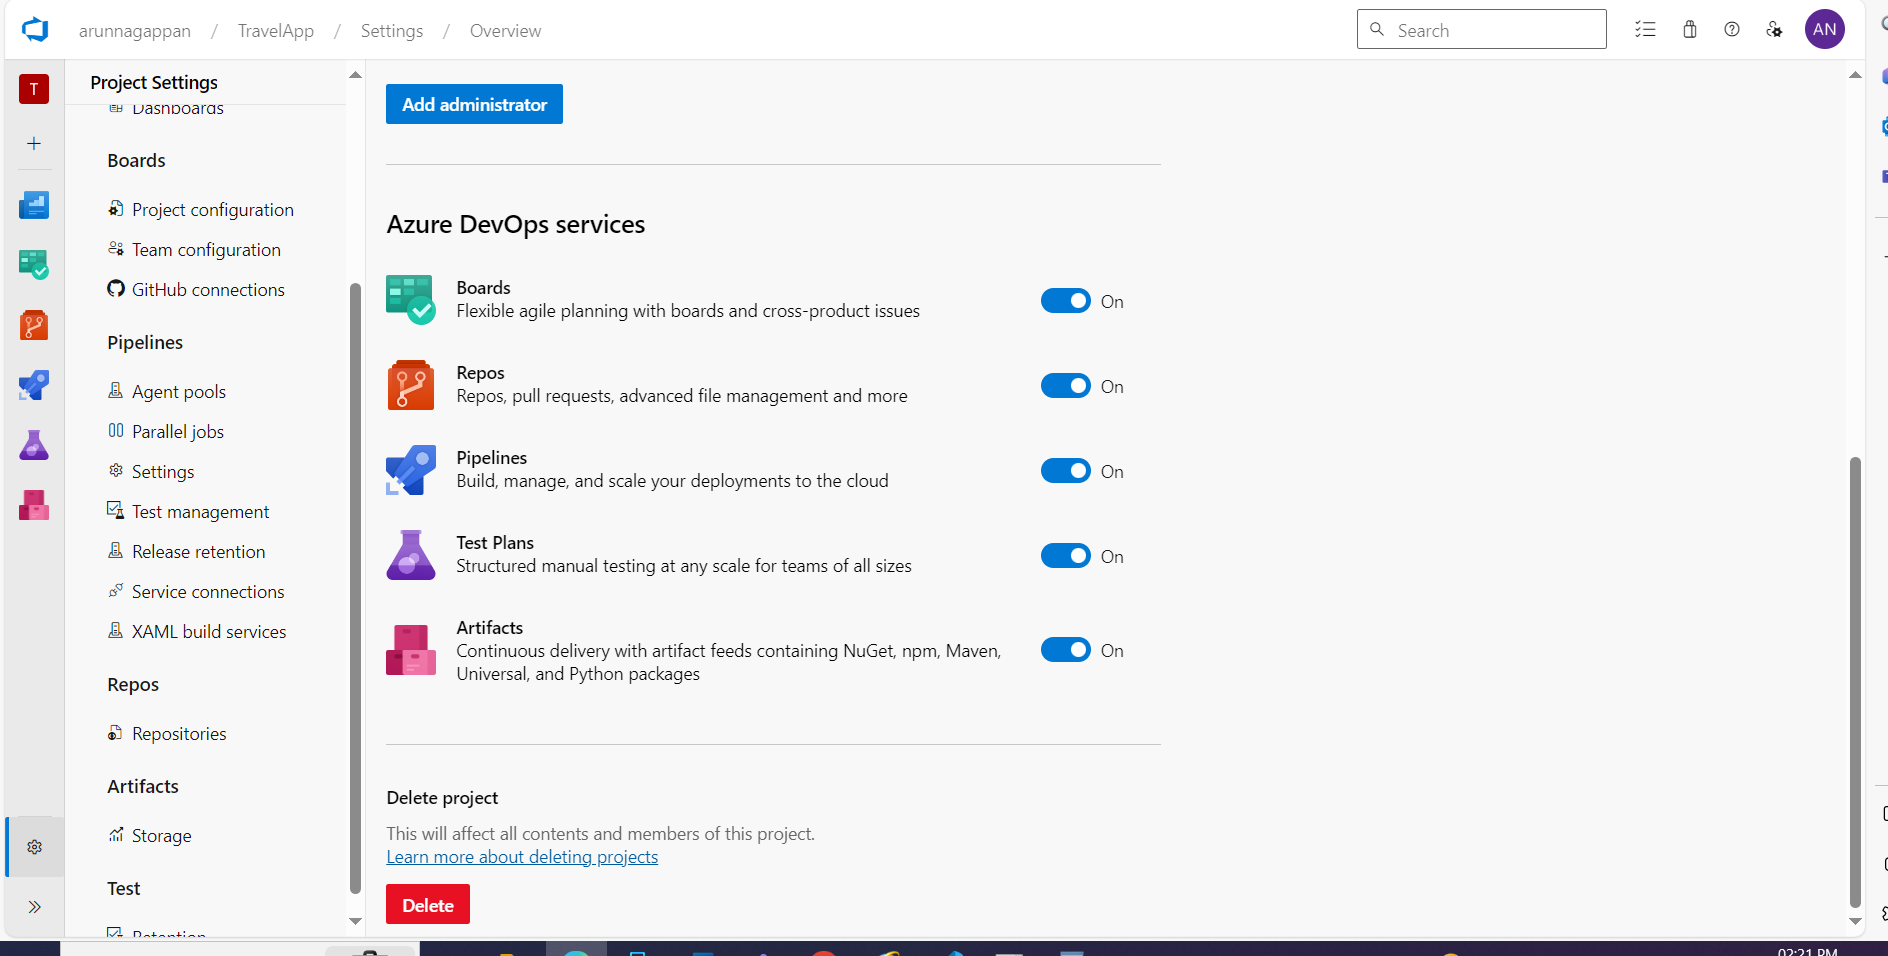 arunnagappan / TravelApp / Settings / Overview
Search
AN
T
Project Settings
Dashboards
Boards
Project configuration
Team configuration
GitHub connections
Pipelines
Agent pools
Parallel jobs
Settings
Test management
Release retention
Service connections
XAML build services
Repos
Repositories
Artifacts
Storage
Test
Retention
Add administrator
Azure DevOps services
Boards
Flexible agile planning with boards and cross-product issues
On
Repos
Repos, pull requests, advanced file management and more
On
Pipelines
Build, manage, and scale your deployments to the cloud
On
Test Plans
Structured manual testing at any scale for teams of all sizes
On
Artifacts
Continuous delivery with artifact feeds containing NuGet, npm, Maven,
Universal, and Python packages
On
Delete project
This will affect all contents and members of this project.
Learn more about deleting projects
Delete
02:21 PM